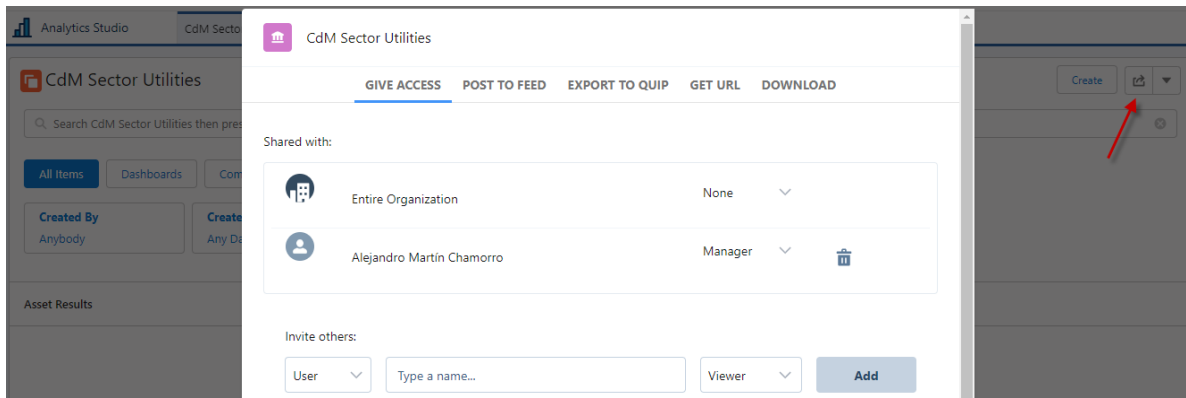 Analytics Studio
CdM Secto
CdM Sector Utilities
CdM Sector Utilities
Create
Search CdM Sector Utilities then pres
All Items
Dashboards
Com
Created By
Anybody
Create
Any Da
Asset Results
GIVE ACCESS POST TO FEED EXPORT TO QUIP GET URL DOWNLOAD
Shared with:
Entire Organization
None
Alejandro Martín Chamorro
Manager
Invite others:
User
Type a name...
Viewer
Add